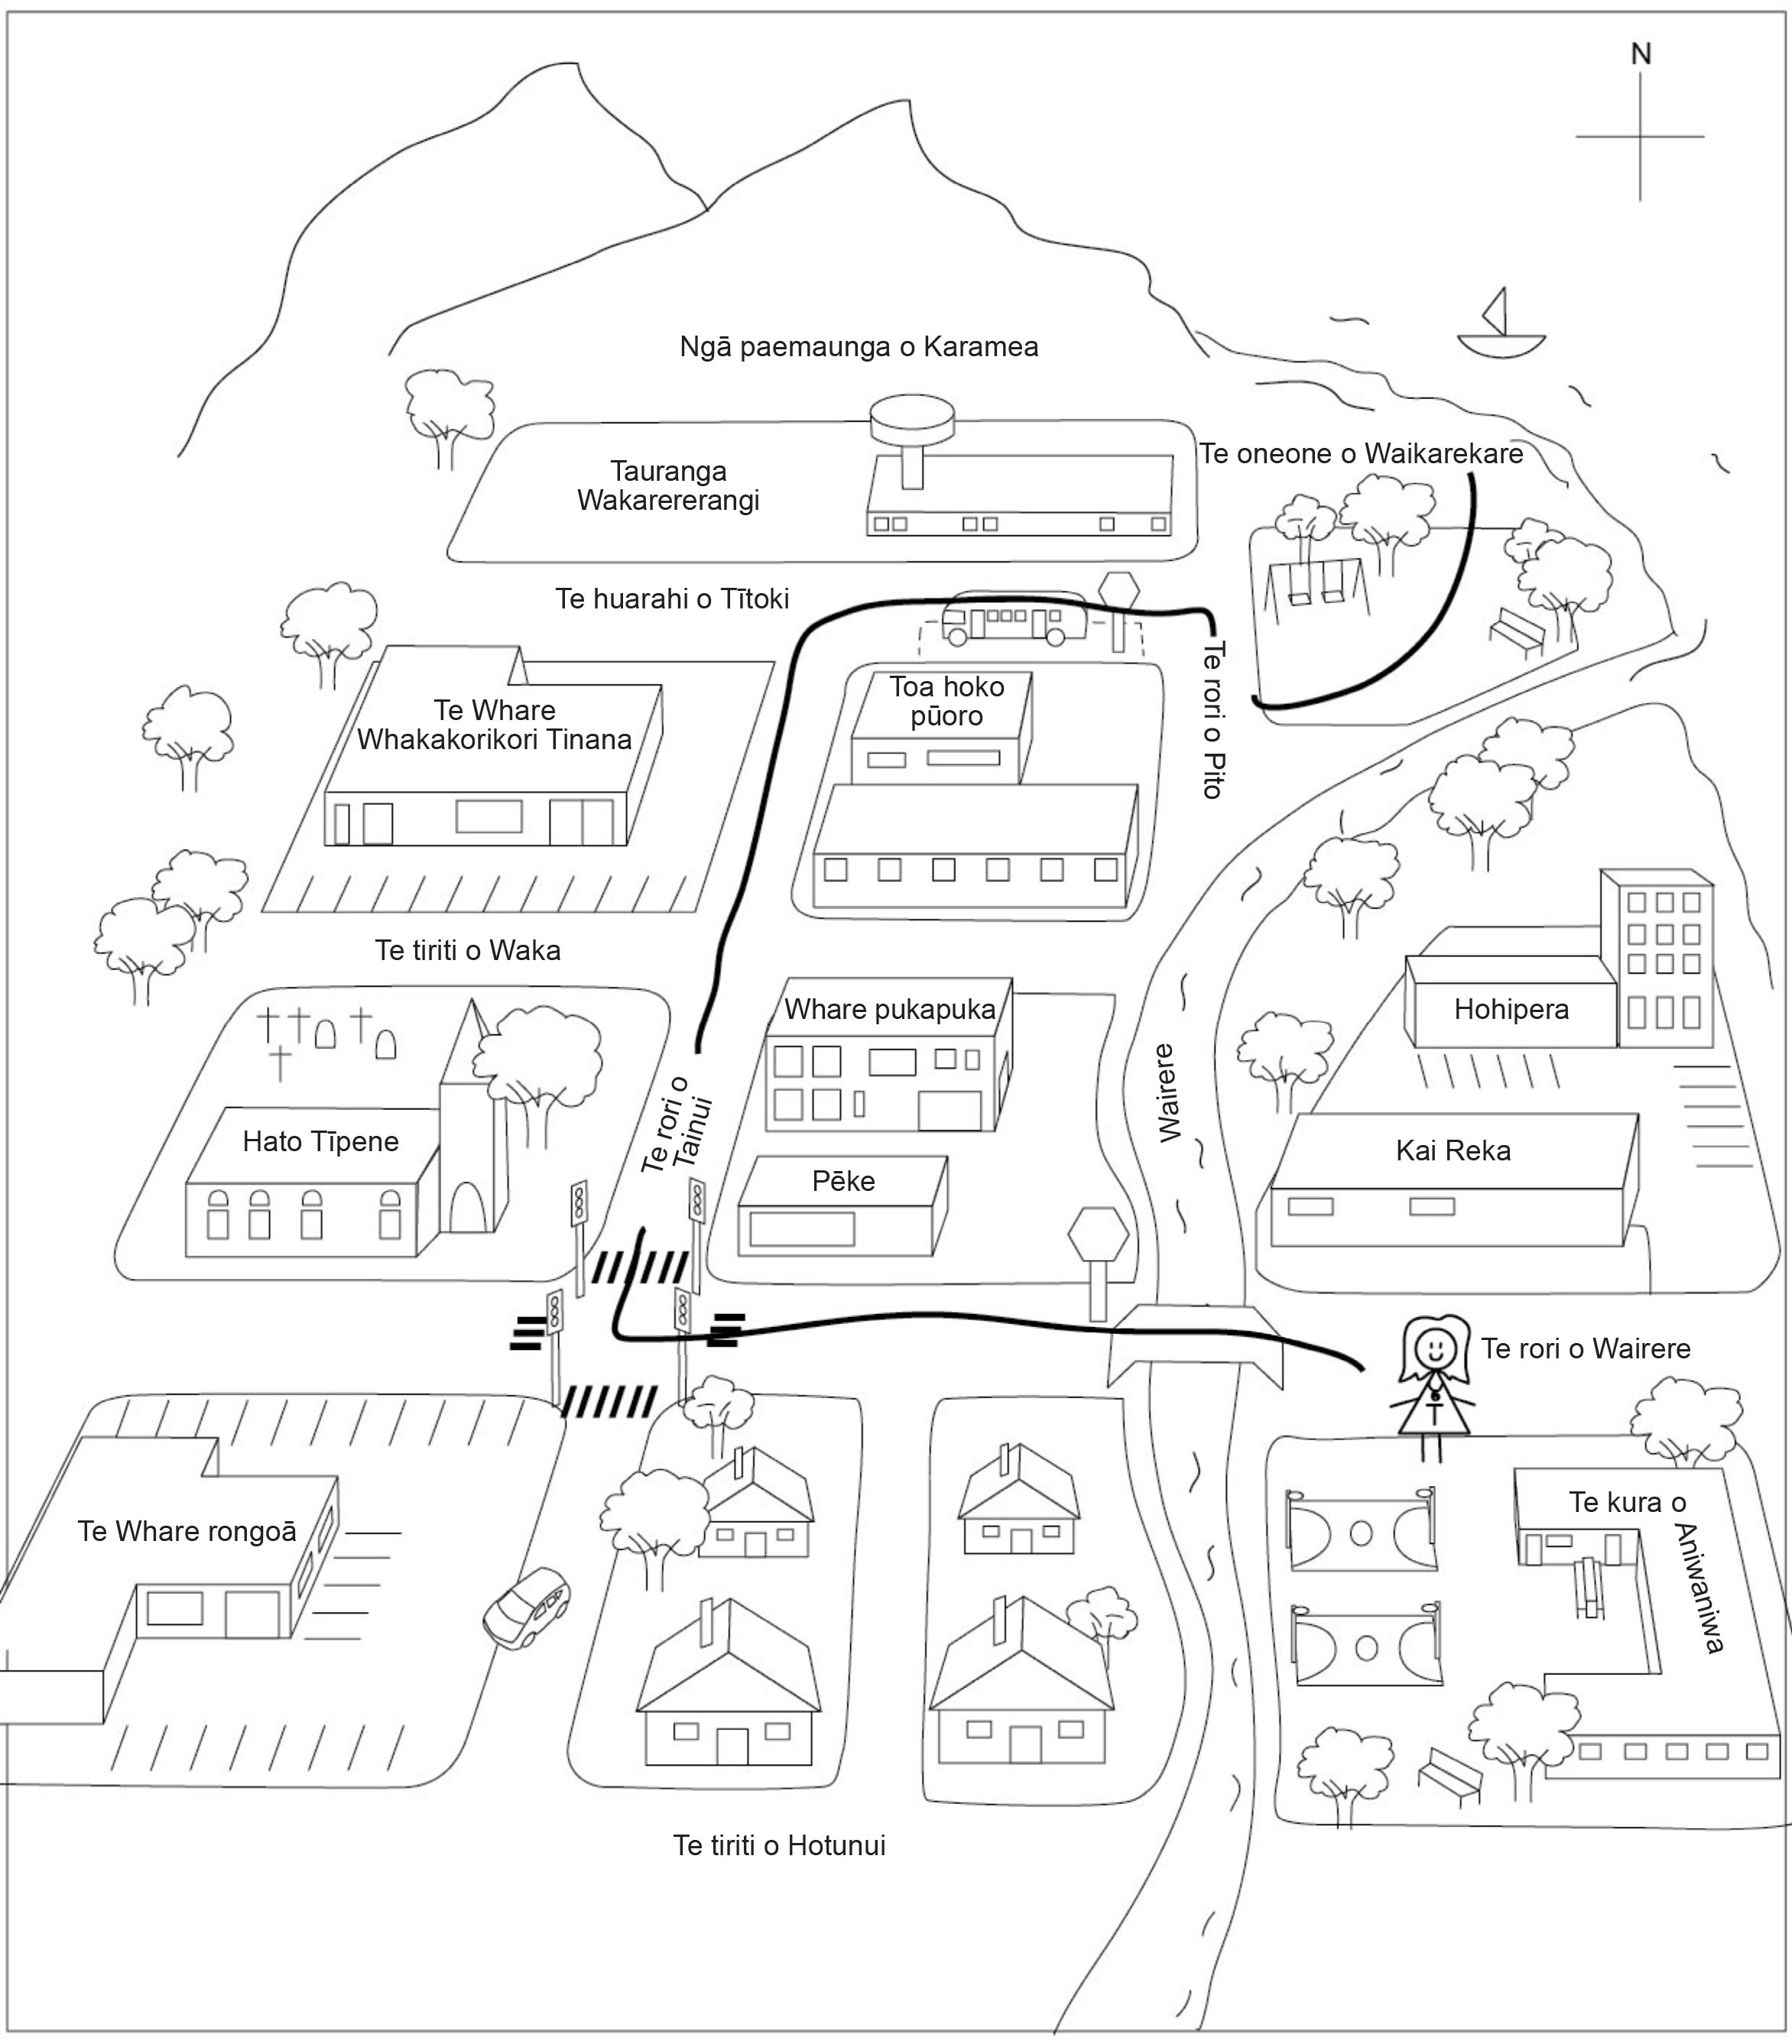 N
Ngā paemaunga o Karamea
Te oneone o Waikarekare
Tauranga
Wakarererangi
Te huarahi o Tītoki
Te rori o Pito
Te Whare
Whakakorikori Tinana
Toa hoko
pūoro
Te tiriti o Waka
Whare pukapuka
Hohipera
Wairere
Te rori o
Tainui
Hato Tīpene
Pēke
Kai Reka
Te rori o Wairere
T
Te Whare rongoā
Te kura o
Aniwaniwa
Te tiriti o Hotunui